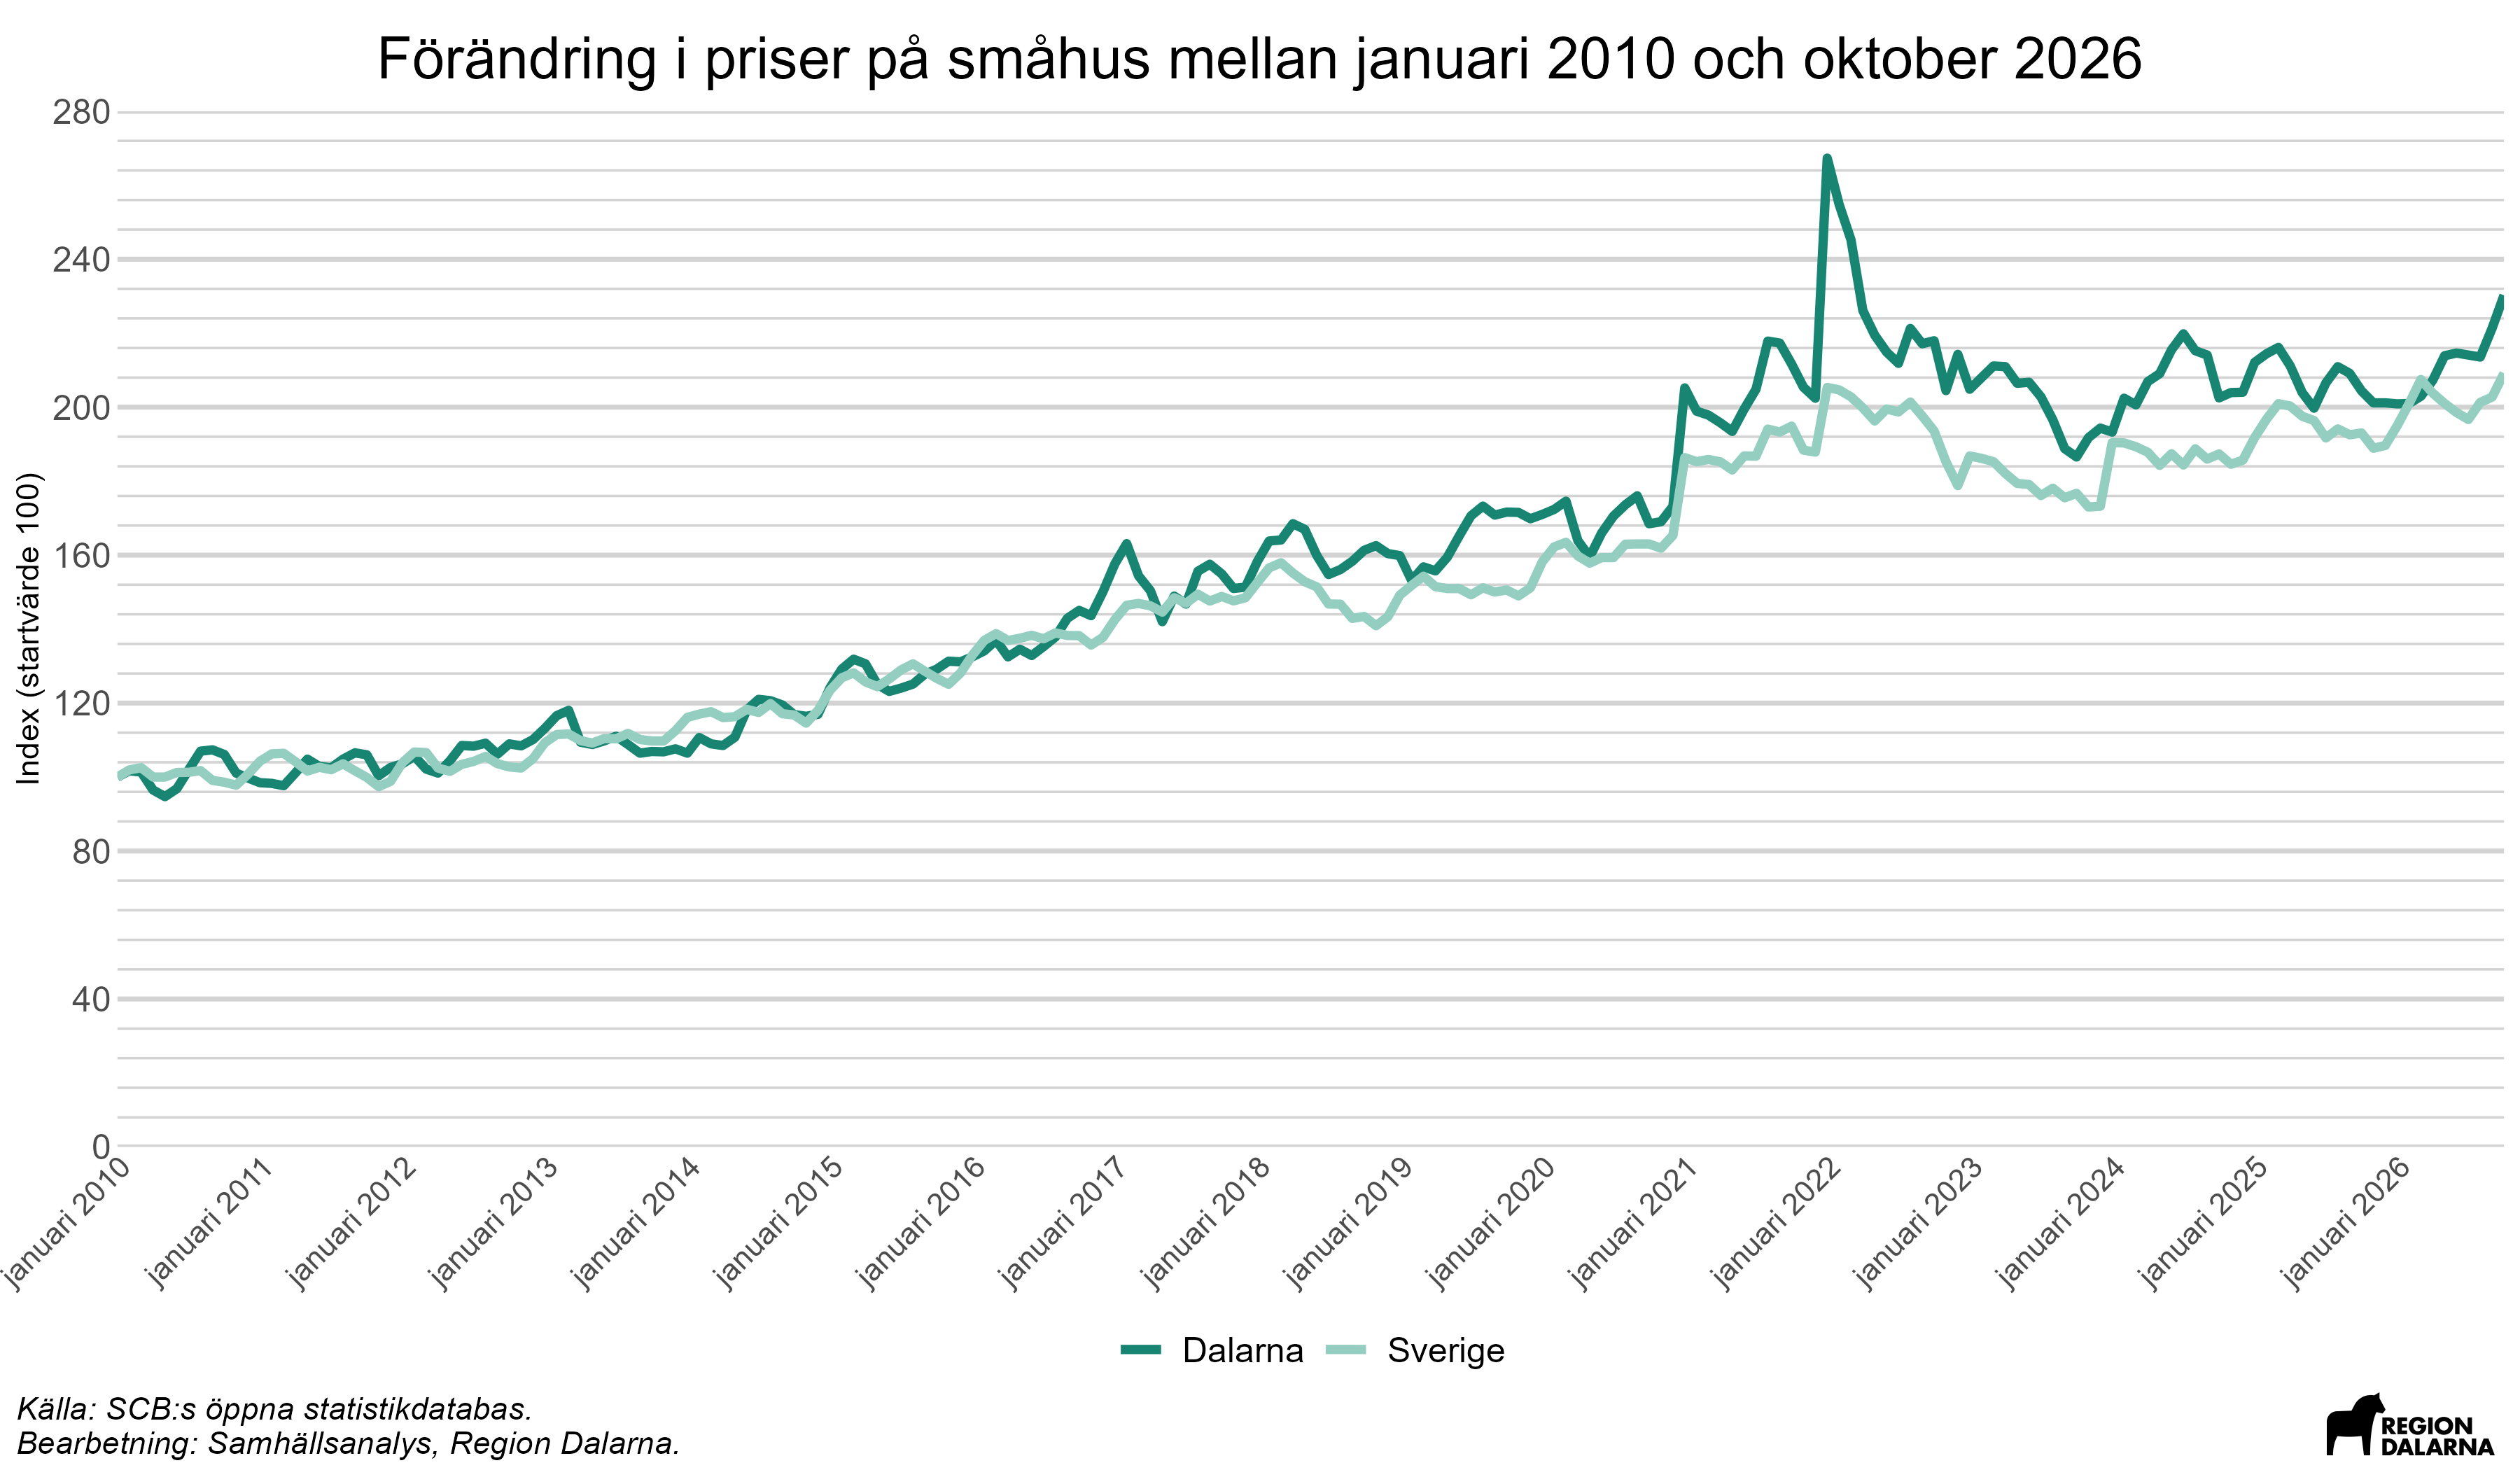 Förändring i priser på småhus mellan januari 2010 och oktober 2026
Index (startvärde 100)
280
240
200
160
120
80
40
0
januari 2010
januari 2011
januari 2012
januari 2013
januari 2014
januari 2015
januari 2016
januari 2017
januari 2018
januari 2019
januari 2020
januari 2021
januari 2022
januari 2023
januari 2024
januari 2025
januari 2026
Dalarna
Sverige
Källa: SCB:s öppna statistikdatabas.
Bearbetning: Samhällsanalys, Region Dalarna.
REGION
DALARNA